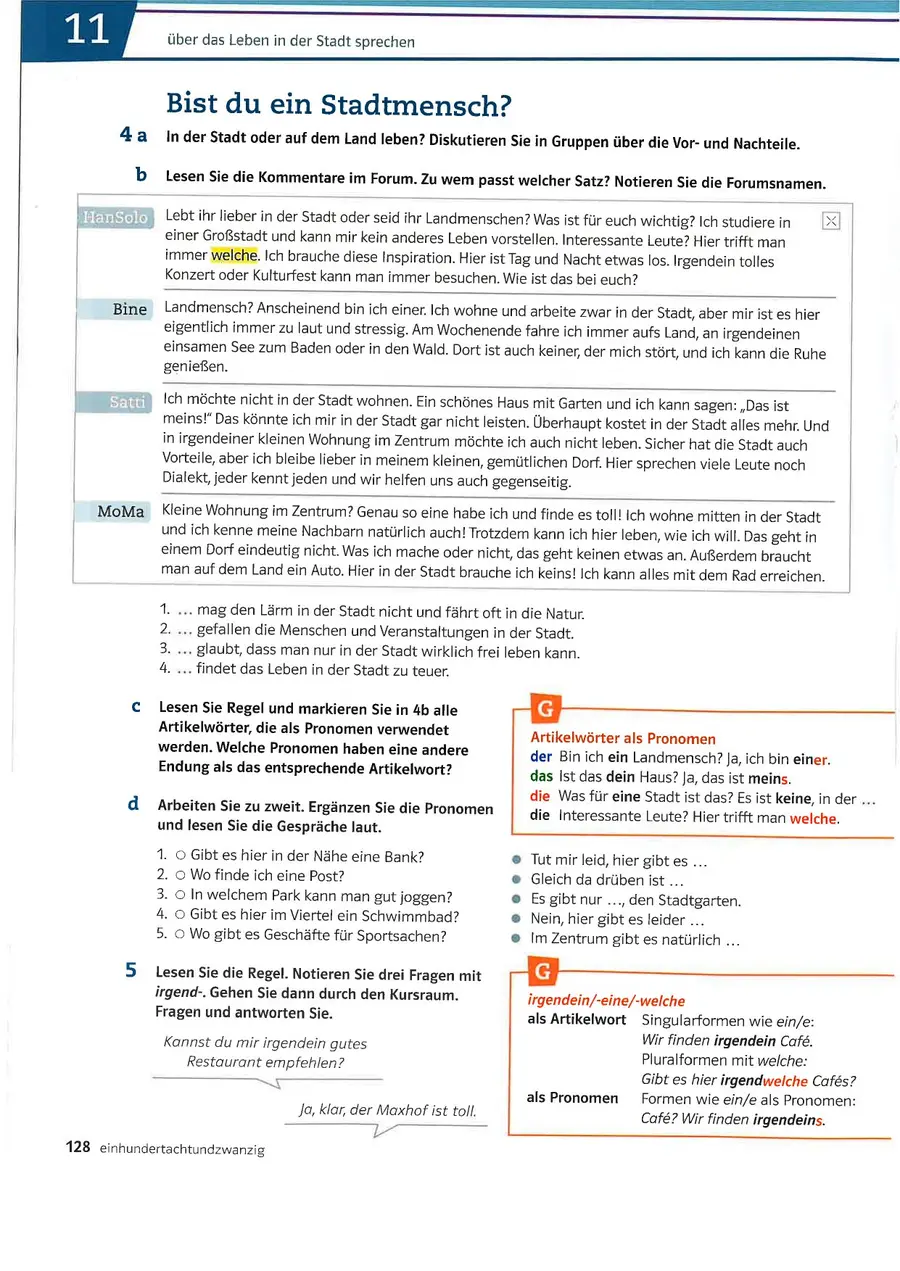 11
über das Leben in der Stadt sprechen
Bist du ein Stadtmensch?
4 a In der Stadt oder auf dem Land leben? Diskutieren Sie in Gruppen über die Vor- und Nachteile.
b Lesen Sie die Kommentare im Forum. Zu wem passt welcher Satz? Notieren Sie die Forumsnamen.
HanSolo Lebt ihr lieber in der Stadt oder seid ihr Landmenschen? Was ist für euch wichtig? Ich studiere in
einer Großstadt und kann mir kein anderes Leben vorstellen. Interessante Leute? Hier trifft man
immer welche. Ich brauche diese Inspiration. Hier ist Tag und Nacht etwas los. Irgendein tolles
Konzert oder Kulturfest kann man immer besuchen. Wie ist das bei euch?
Bine Landmensch? Anscheinend bin ich einer. Ich wohne und arbeite zwar in der Stadt, aber mir ist es hier
eigentlich immer zu laut und stressig. Am Wochenende fahre ich immer aufs Land, an irgendeinen
einsamen See zum Baden oder in den Wald. Dort ist auch keiner, der mich stört, und ich kann die Ruhe
genießen.
Satti Ich möchte nicht in der Stadt wohnen. Ein schönes Haus mit Garten und ich kann sagen: „Das ist
meins!" Das könnte ich mir in der Stadt gar nicht leisten. Überhaupt kostet in der Stadt alles mehr. Und
in irgendeiner kleinen Wohnung im Zentrum möchte ich auch nicht leben. Sicher hat die Stadt auch
Vorteile, aber ich bleibe lieber in meinem kleinen, gemütlichen Dorf. Hier sprechen viele Leute noch
Dialekt, jeder kennt jeden und wir helfen uns auch gegenseitig.
MoMa Kleine Wohnung im Zentrum? Genau so eine habe ich und finde es toll! Ich wohne mitten in der Stadt
und ich kenne meine Nachbarn natürlich auch! Trotzdem kann ich hier leben, wie ich will. Das geht in
einem Dorf eindeutig nicht. Was ich mache oder nicht, das geht keinen etwas an. Außerdem braucht
man auf dem Land ein Auto. Hier in der Stadt brauche ich keins! Ich kann alles mit dem Rad erreichen.
1. ... mag den Lärm in der Stadt nicht und fährt oft in die Natur.
2. ... gefallen die Menschen und Veranstaltungen in der Stadt.
3. ... glaubt, dass man nur in der Stadt wirklich frei leben kann.
4. ... findet das Leben in der Stadt zu teuer.
c Lesen Sie Regel und markieren Sie in 4b alle
Artikelwörter, die als Pronomen verwendet
werden. Welche Pronomen haben eine andere
Endung als das entsprechende Artikelwort?
G
Artikelwörter als Pronomen
der Bin ich ein Landmensch? Ja, ich bin einer.
das Ist das dein Haus? Ja, das ist meins.
die Was für eine Stadt ist das? Es ist keine, in der ...
die Interessante Leute? Hier trifft man welche.
d Arbeiten Sie zu zweit. Ergänzen Sie die Pronomen
und lesen Sie die Gespräche laut.
1. ○ Gibt es hier in der Nähe eine Bank? ● Tut mir leid, hier gibt es ...
2. ○ Wo finde ich eine Post? ● Gleich da drüben ist ...
3. ○ In welchem Park kann man gut joggen? ● Es gibt nur ..., den Stadtgarten.
4. ○ Gibt es hier im Viertel ein Schwimmbad? ● Nein, hier gibt es leider ...
5. ○ Wo gibt es Geschäfte für Sportsachen? ● Im Zentrum gibt es natürlich ...
5 Lesen Sie die Regel. Notieren Sie drei Fragen mit
irgend-. Gehen Sie dann durch den Kursraum.
Fragen und antworten Sie.
Kannst du mir irgendein gutes
Restaurant empfehlen?
Ja, klar, der Maxhof ist toll.
G
irgendein/-eine/-welche
als Artikelwort Singularformen wie ein/e:
Wir finden irgendein Café.
Pluralformen mit welche:
Gibt es hier irgendwelche Cafés?
als Pronomen Formen wie ein/e als Pronomen:
Café? Wir finden irgendeins.
128 einhundertachtundzwanzig